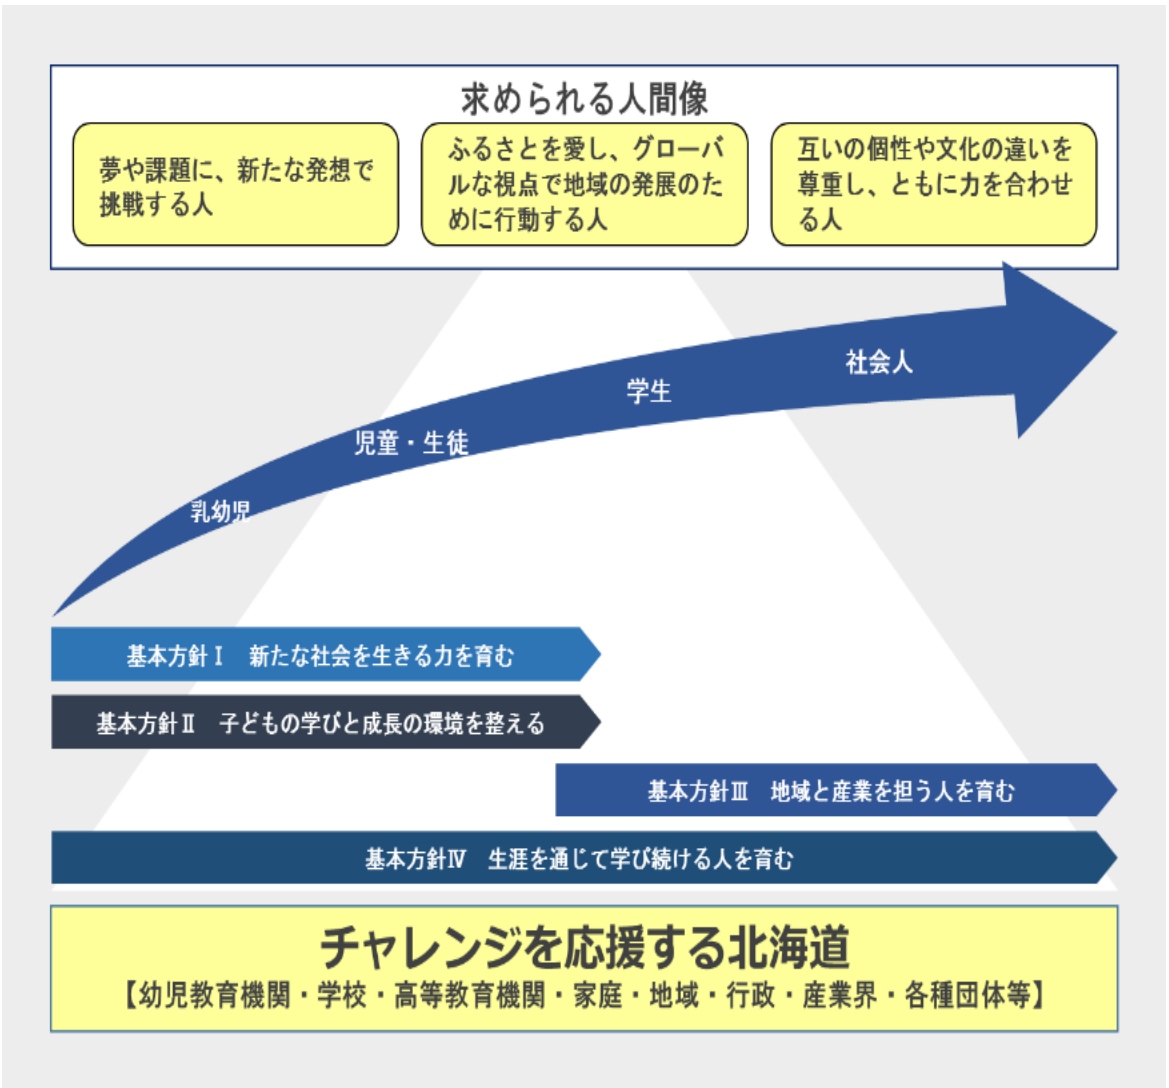 求められる人間像
夢や課題に、新たな発想で
挑戦する人
ふるさとを愛し、グローバ
ルな視点で地域の発展のた
めに行動する人
互いの個性や文化の違いを
尊重し、ともに力を合わせ
る人
社会人
学生
児童・生徒
乳幼児
基本方針Ⅰ　新たな社会を生きる力を育む
基本方針Ⅱ　子どもの学びと成長の環境を整える
基本方針Ⅲ　地域と産業を担う人を育む
基本方針Ⅳ　生涯を通じて学び続ける人を育む
チャレンジを応援する北海道
【幼児教育機関・学校・高等教育機関・家庭・地域・行政・産業界・各種団体等】